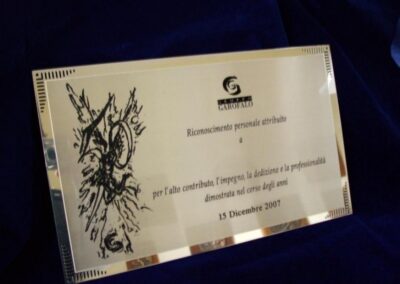 G
GRUPPO
GAROFALO
Riconoscimento personale attribuito
a
per l'alto contributo, l'impegno, la dedizione e la professionalità
dimostrata nel corso degli anni
15 Dicembre 2007
G